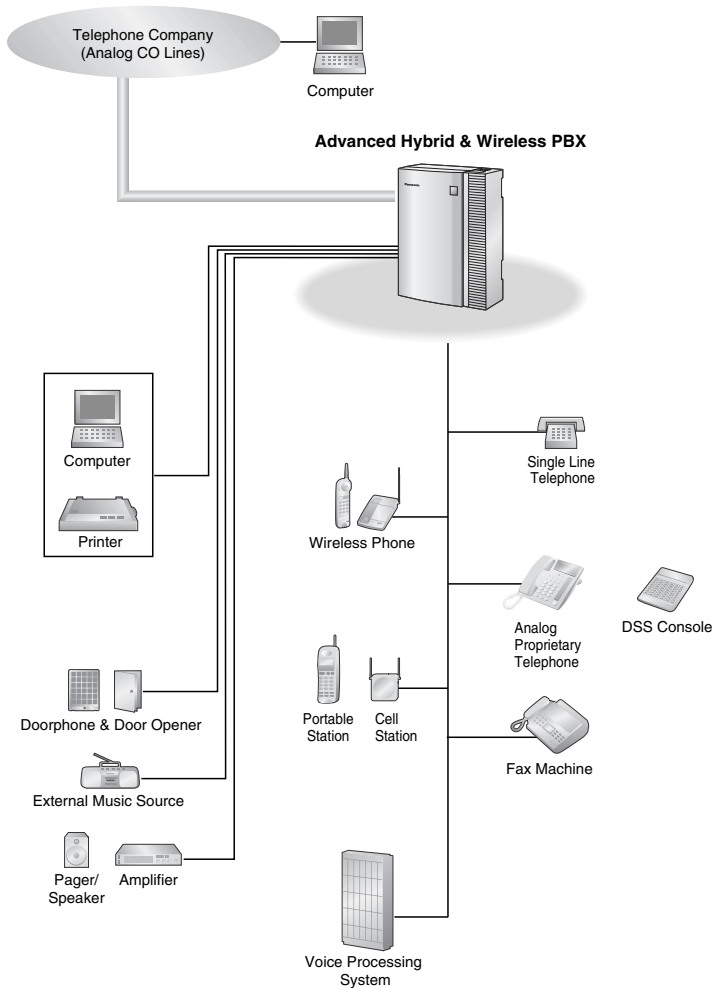 Telephone Company
(Analog CO Lines)
Computer
Advanced Hybrid & Wireless PBX
Panasonic
Computer
Printer
Single Line
Telephone
Wireless Phone
Analog
Proprietary
Telephone
DSS Console
Doorphone & Door Opener
Portable
Station
Cell
Station
Fax Machine
External Music Source
Pager/
Speaker
Amplifier
Voice Processing
System